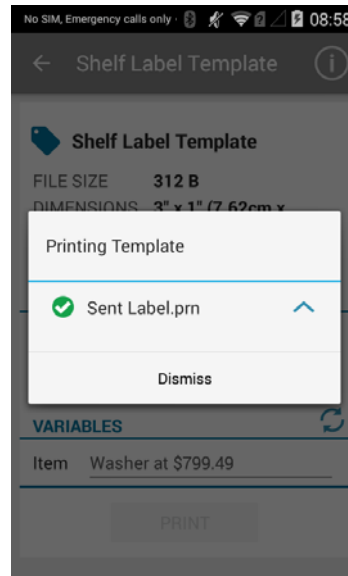 No SIM, Emergency calls only · 08:58
Shelf Label Template
Shelf Label Template
FILE SIZE 312 B
DIMENSIONS 3" x 1" (7.62cm x
Printing Template
Sent Label.prn
Dismiss
VARIABLES
Item Washer at $799.49
PRINT